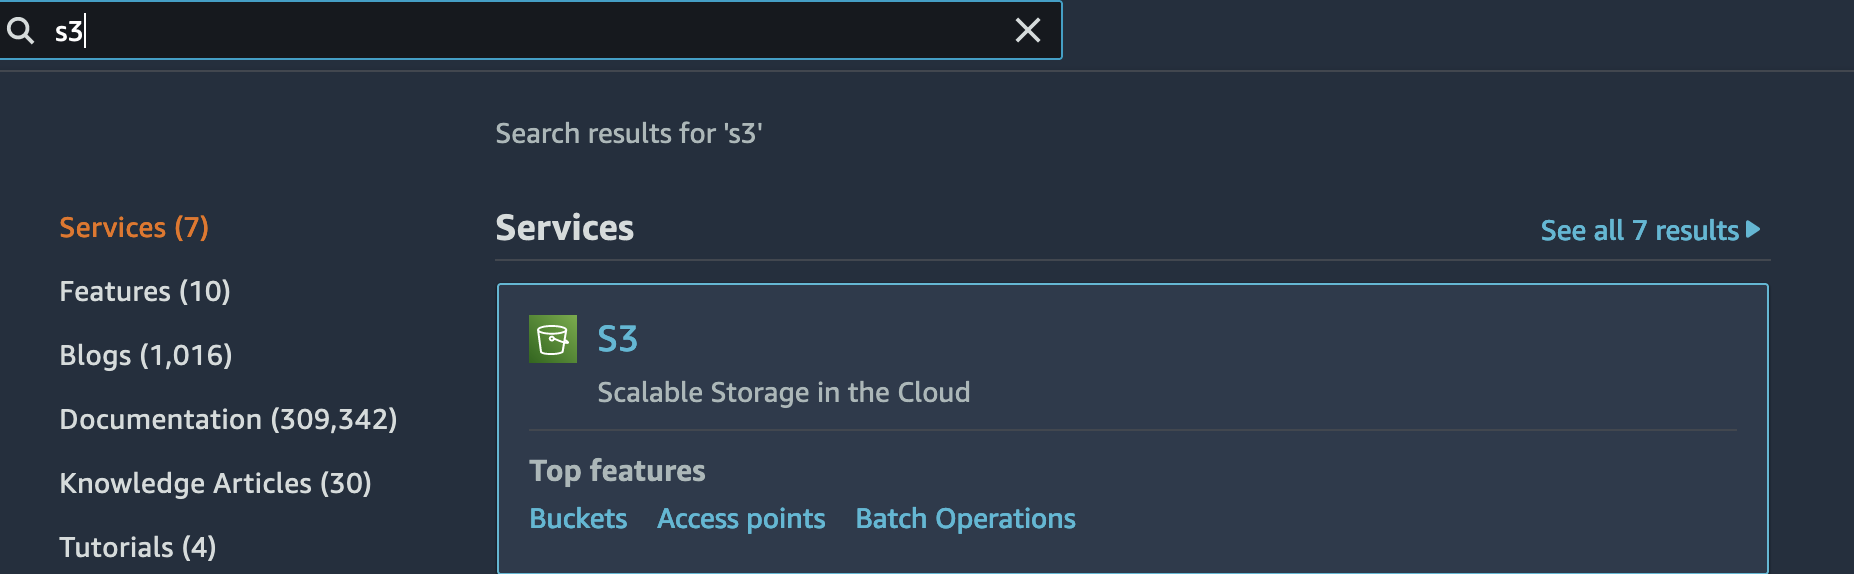 s3
Search results for 's3'
Services (7)
Features (10)
Blogs (1,016)
Documentation (309,342)
Knowledge Articles (30)
Tutorials (4)
Services
See all 7 results
S3
Scalable Storage in the Cloud
Top features
Buckets Access points Batch Operations